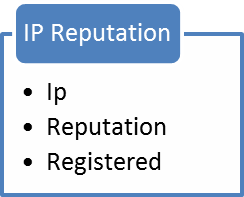 IP Reputation
• Ip
• Reputation
• Registered